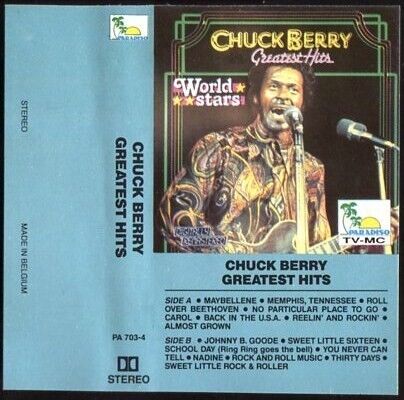 PARADISO
STEREO
MADE IN BELGIUM
CHUCK BERRY
GREATEST HITS
PA 703-4
STEREO
CHUCK BERRY
Greatest Hits
World
stars
DIGITALLY
REMASTERED
PARADISO
TV-MC
CHUCK BERRY
GREATEST HITS
SIDE A • MAYBELLENE • MEMPHIS, TENNESSEE • ROLL
OVER BEETHOVEN • NO PARTICULAR PLACE TO GO •
CAROL • BACK IN THE U.S.A. • REELIN' AND ROCKIN' •
ALMOST GROWN
SIDE B • JOHNNY B. GOODE • SWEET LITTLE SIXTEEN •
SCHOOL DAY (Ring Ring goes the bell) • YOU NEVER CAN
TELL • NADINE • ROCK AND ROLL MUSIC • THIRTY DAYS •
SWEET LITTLE ROCK & ROLLER